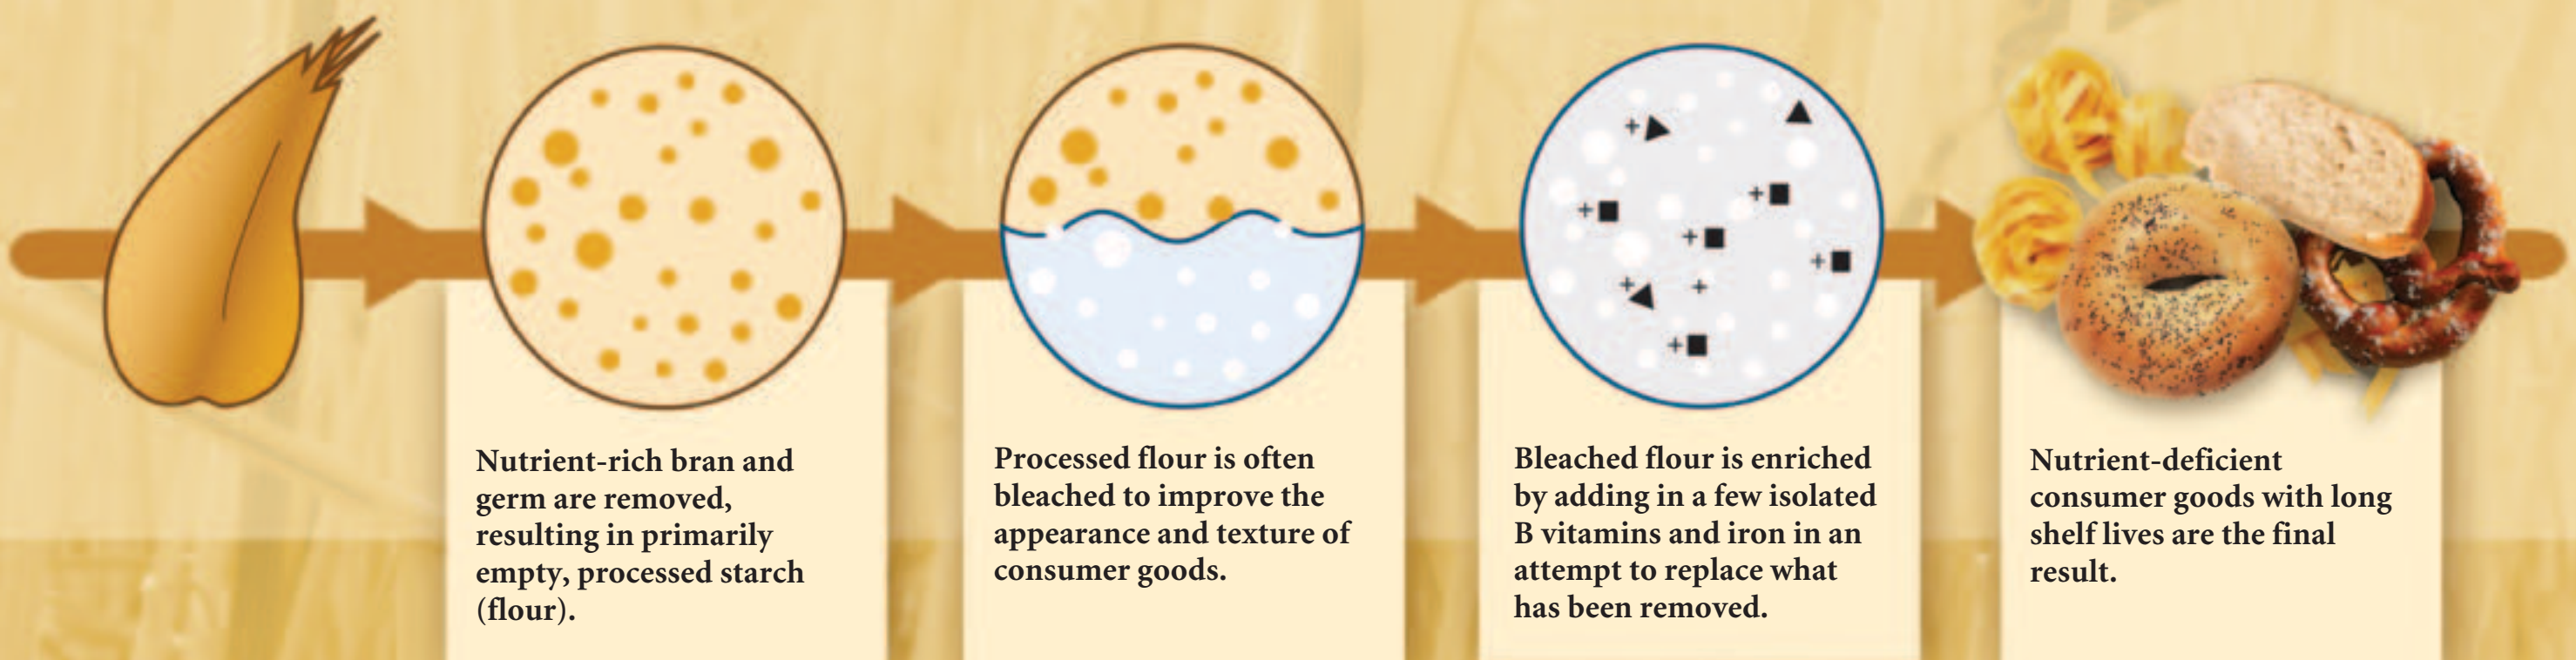 Nutrient-rich bran and
germ are removed,
resulting in primarily
empty, processed starch
(flour).
Processed flour is often
bleached to improve the
appearance and texture of
consumer goods.
Bleached flour is enriched
by adding in a few isolated
B vitamins and iron in an
attempt to replace what
has been removed.
Nutrient-deficient
consumer goods with long
shelf lives are the final
result.